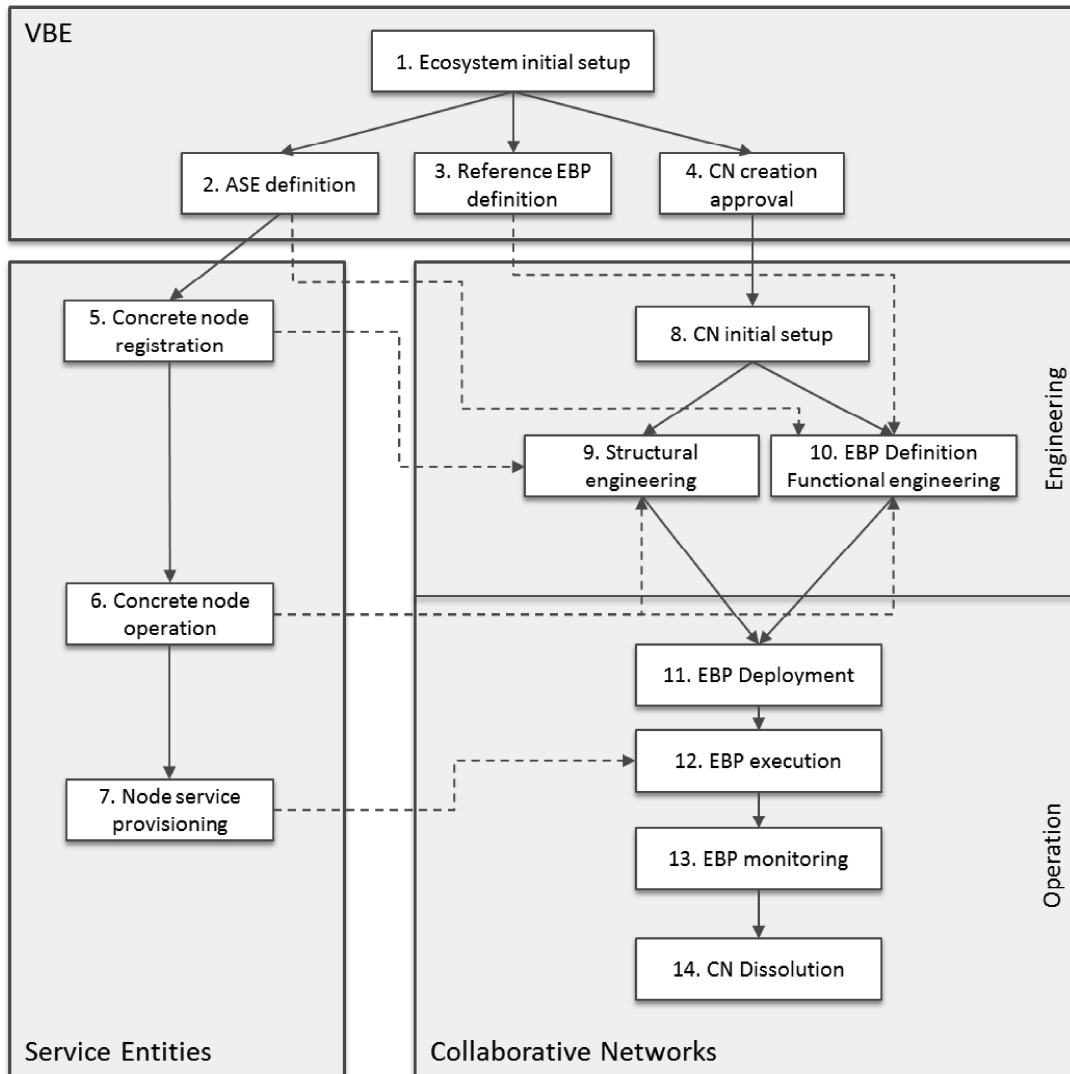 VBE
1. Ecosystem initial setup
2. ASE definition
3. Reference EBP
definition
4. CN creation
approval
5. Concrete node
registration
8. CN initial setup
Engineering
9. Structural
engineering
10. EBP Definition
Functional engineering
6. Concrete node
operation
11. EBP Deployment
12. EBP execution
7. Node service
provisioning
13. EBP monitoring
Operation
14. CN Dissolution
Service Entities
Collaborative Networks